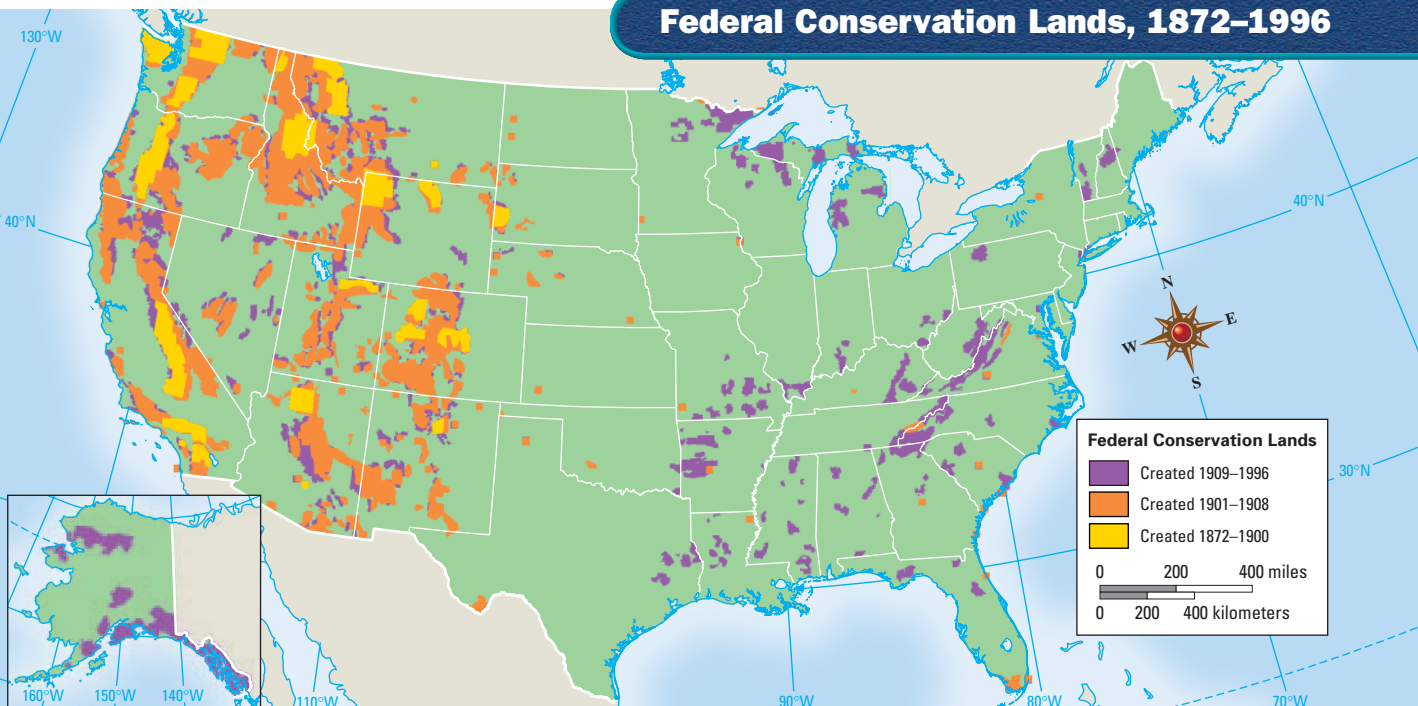 Federal Conservation Lands, 1872–1996
130°W
40°N
40°N
30°N
N
E
W
S
Federal Conservation Lands
Created 1909–1996
Created 1901–1908
Created 1872–1900
0 200 400 miles
0 200 400 kilometers
160°W 150°W 140°W 110°W 90°W 80°W 70°W